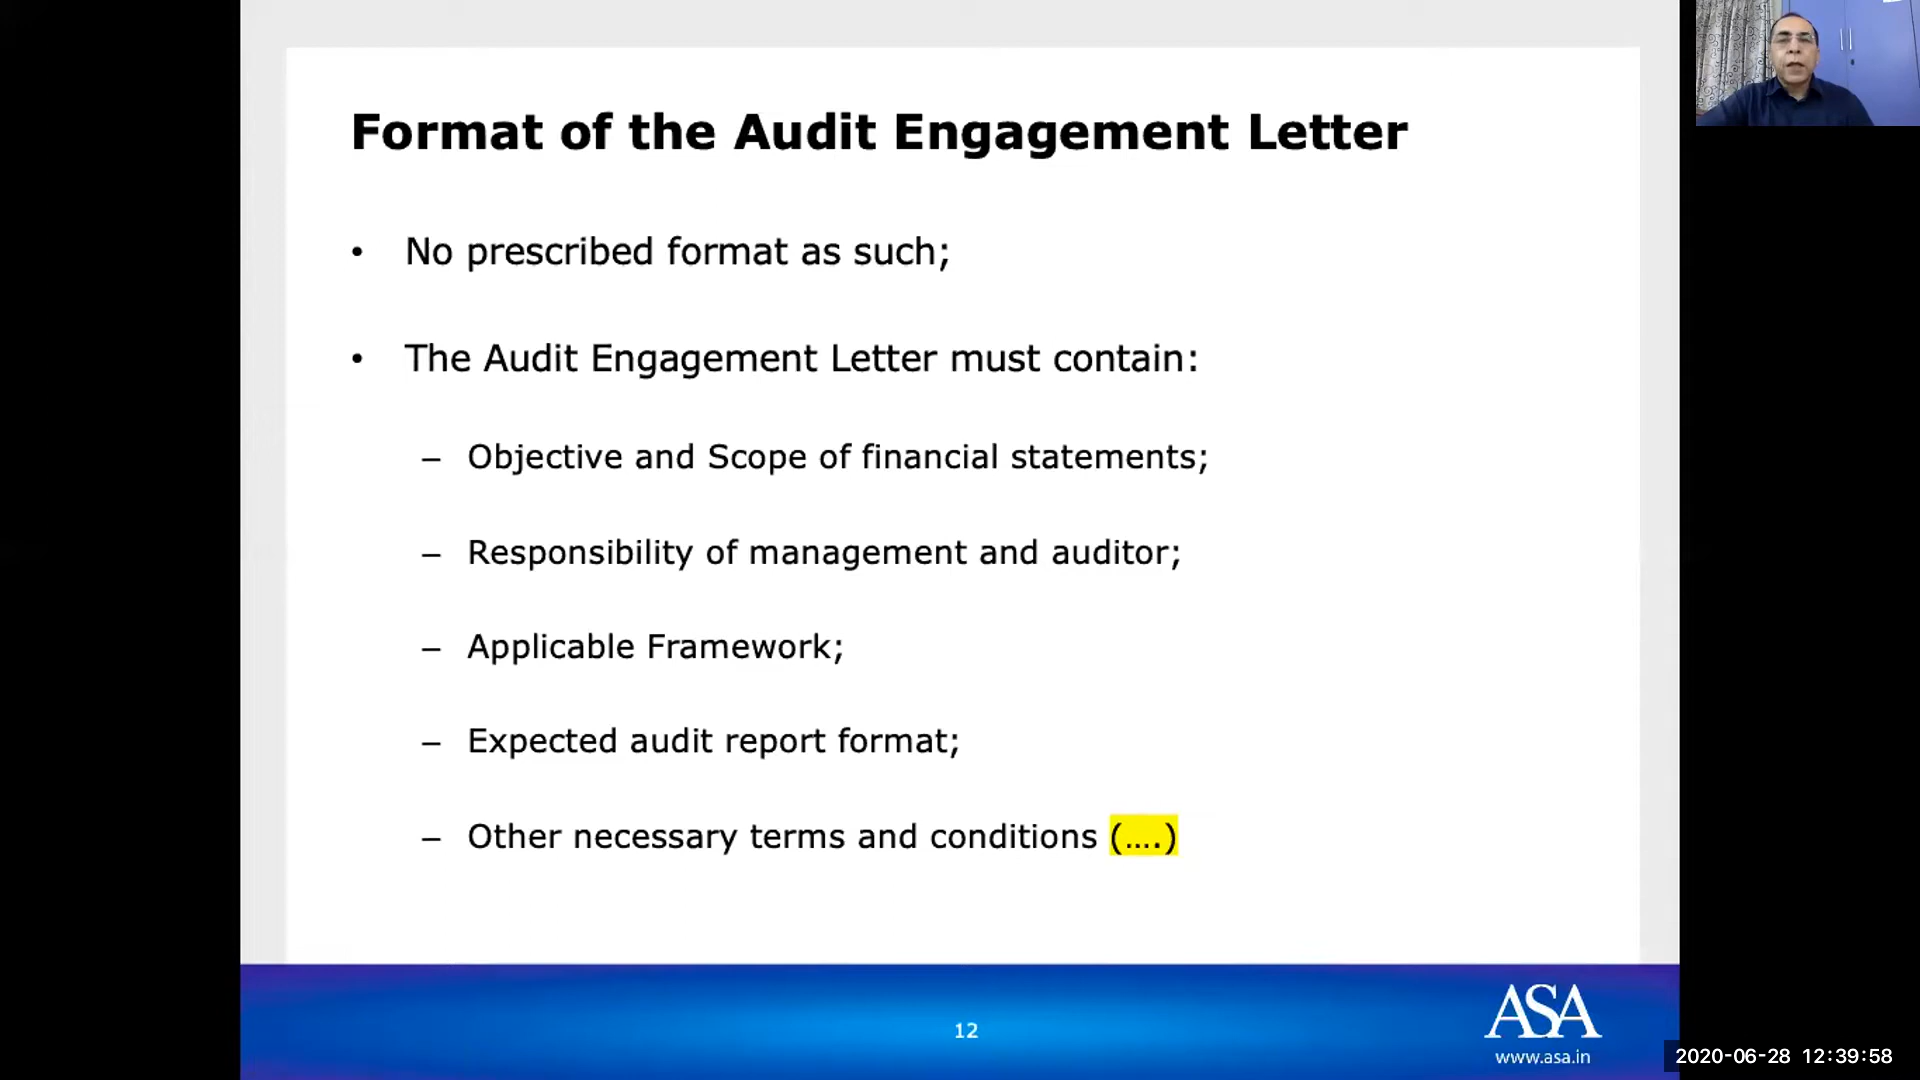 Format of the Audit Engagement Letter
• No prescribed format as such;
• The Audit Engagement Letter must contain:
– Objective and Scope of financial statements;
– Responsibility of management and auditor;
– Applicable Framework;
– Expected audit report format;
– Other necessary terms and conditions (....)
12
ASA
www.asa.in
2020-06-28 12:39:58